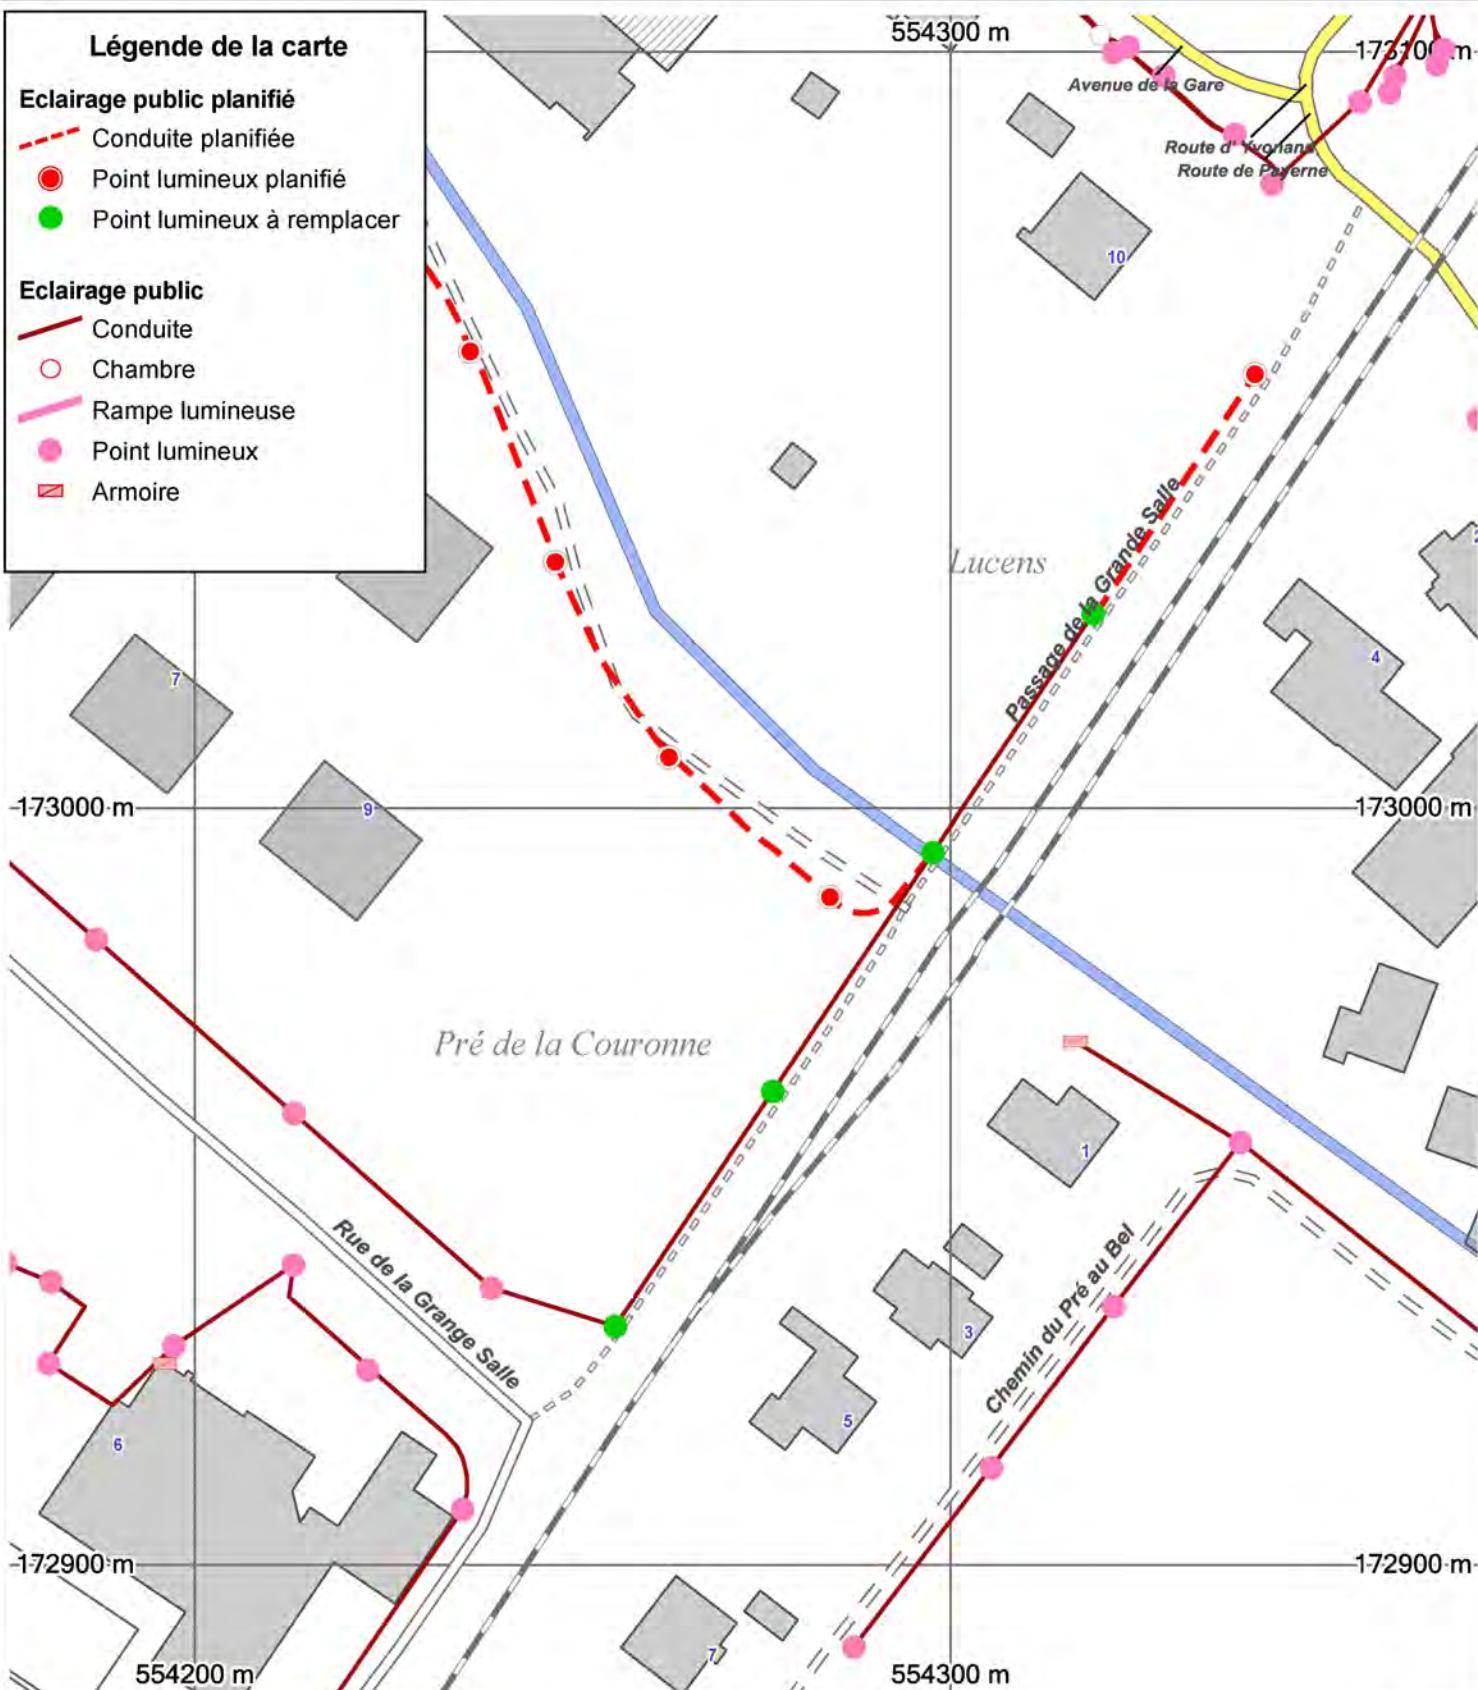 Légende de la carte
Eclairage public planifié
Conduite planifiée
Point lumineux planifié
Point lumineux à remplacer
Eclairage public
Conduite
Chambre
Rampe lumineuse
Point lumineux
Armoire
554300 m
173100 m
Avenue de la Gare
Route d' Yvonand
Route de Payerne
10
Passage de la Grande Salle
Lucens
2
4
7
9
173000 m
173000 m
Pré de la Couronne
1
Rue de la Grange Salle
Chemin du Pré au Bel
3
5
6
172900 m
172900 m
7
554200 m
554300 m